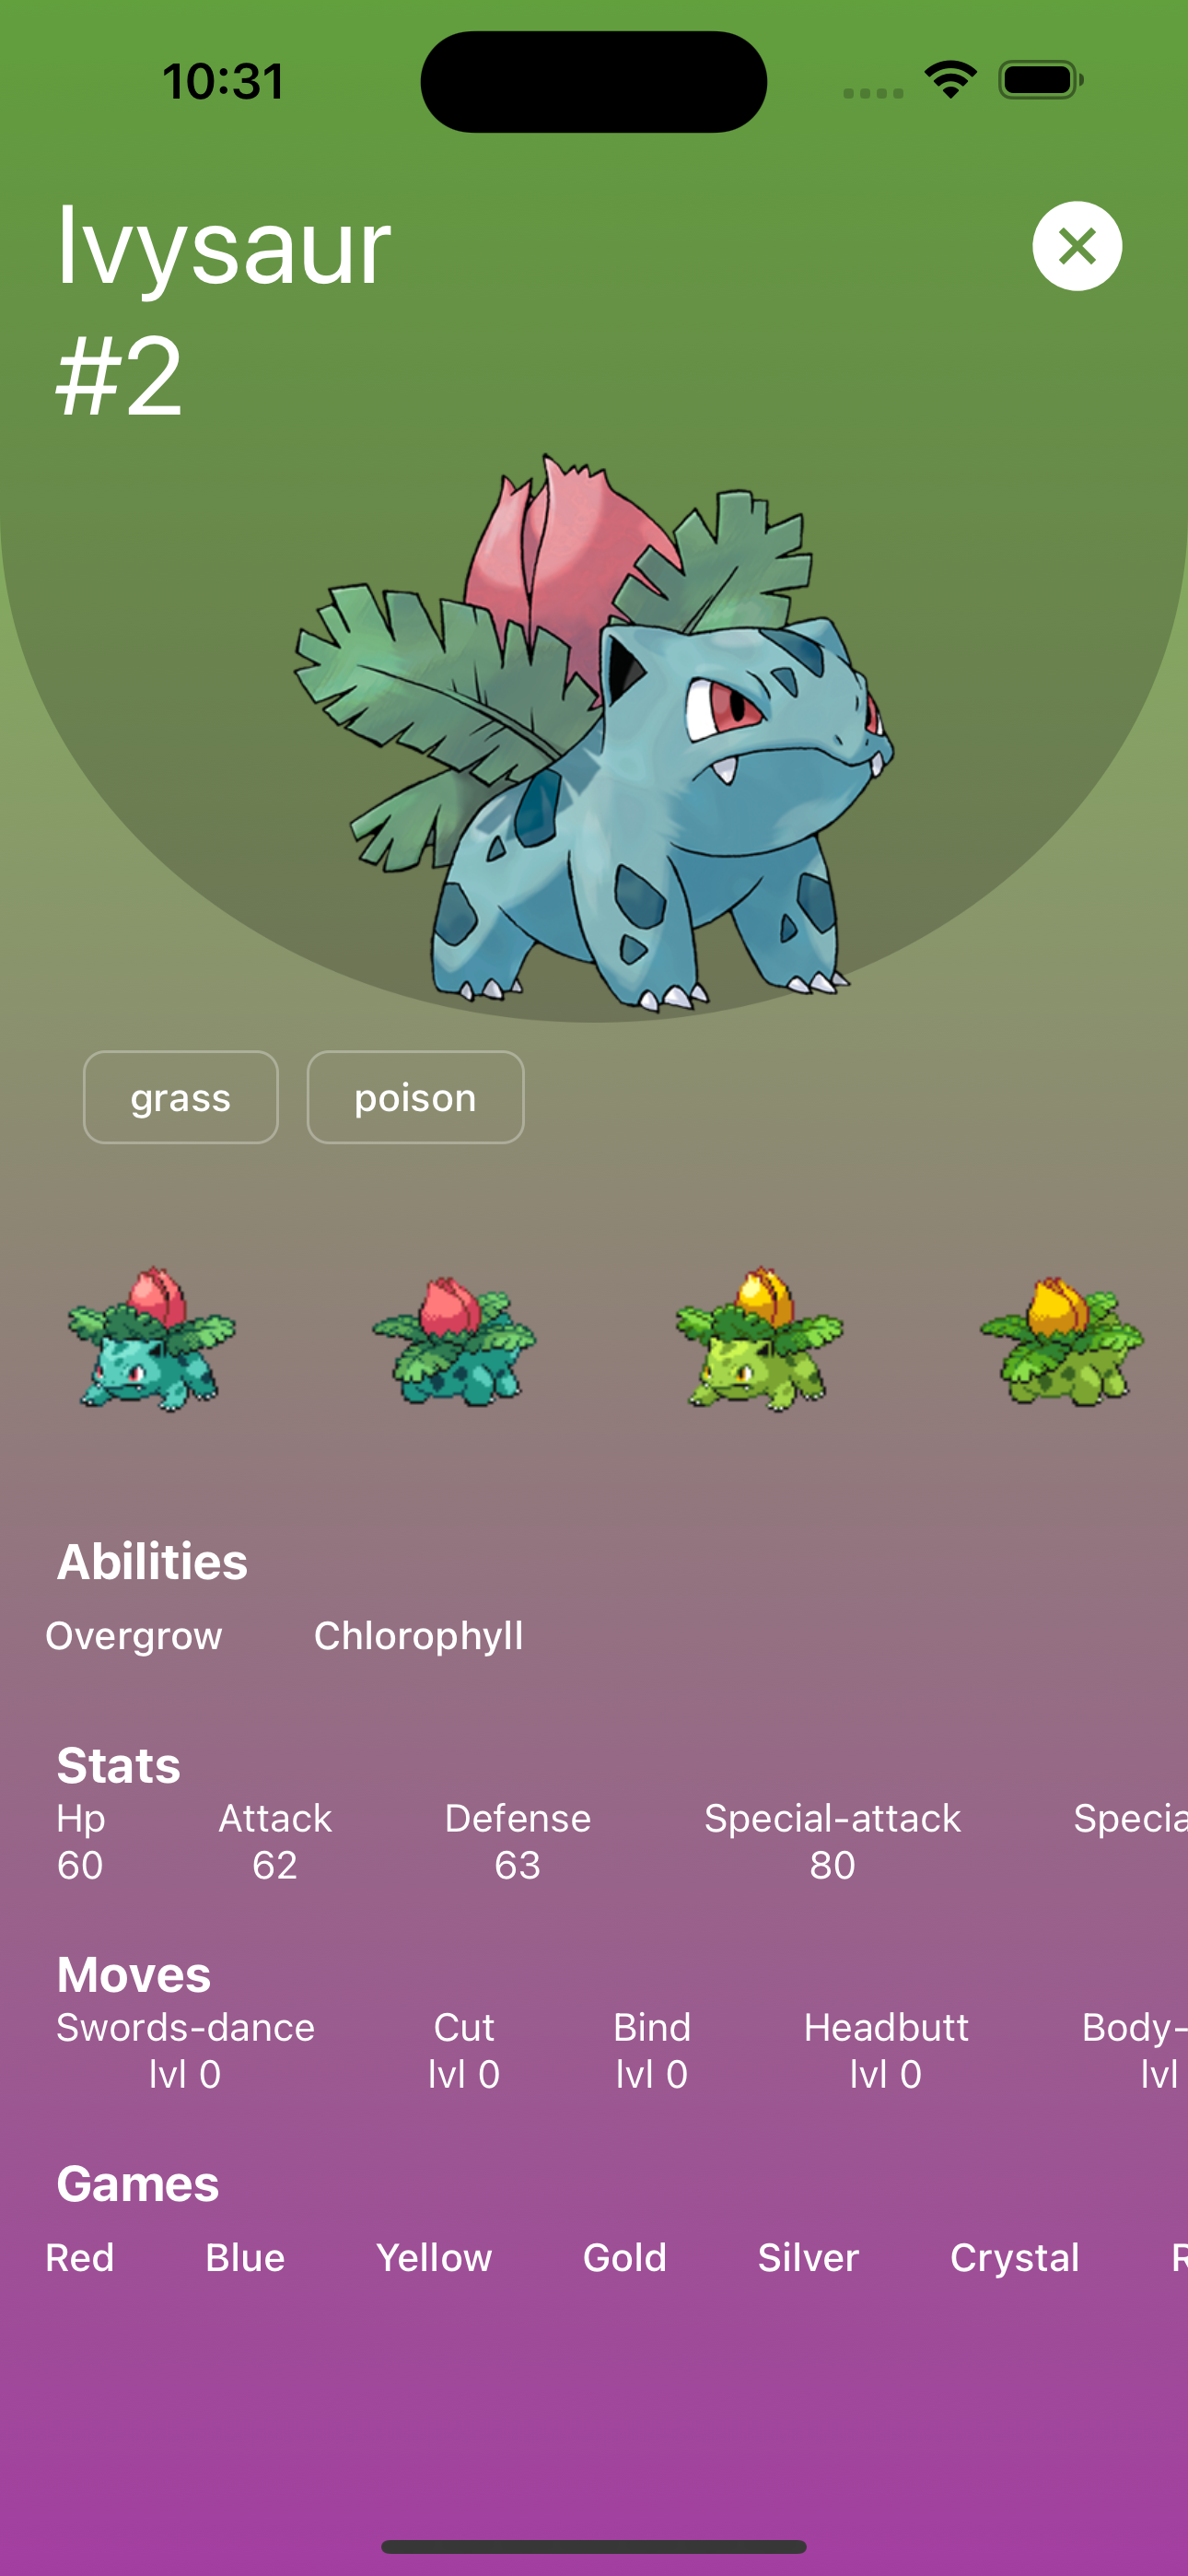 10:31
Ivysaur
#2
grass poison
Abilities
Overgrow Chlorophyll
Stats
Hp Attack Defense Special-attack Specia
60 62 63 80
Moves
Swords-dance Cut Bind Headbutt Body-
lvl 0 lvl 0 lvl 0 lvl 0 lvl
Games
Red Blue Yellow Gold Silver Crystal R